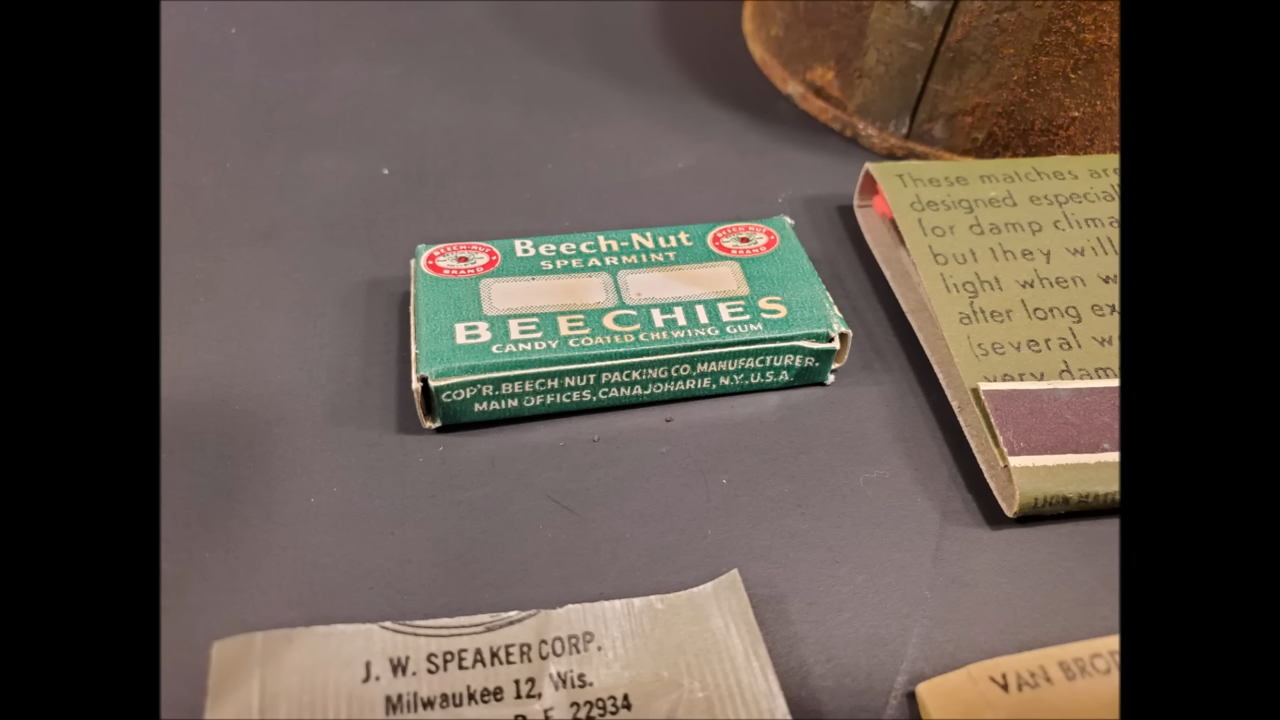 Beech-Nut
SPEARMINT
BEECH-NUT
BRAND
BEECH-NUT
BRAND
BEECHIES
CANDY COATED CHEWING GUM
COP'R. BEECH-NUT PACKING CO., MANUFACTURER.
MAIN OFFICES, CANAJOHARIE, N.Y. U.S.A.
These matches are
designed especial
for damp clima
but they will
light when w
after long ex
(several w
very dam
J. W. SPEAKER CORP.
Milwaukee 12, Wis.
22934
VAN BROD